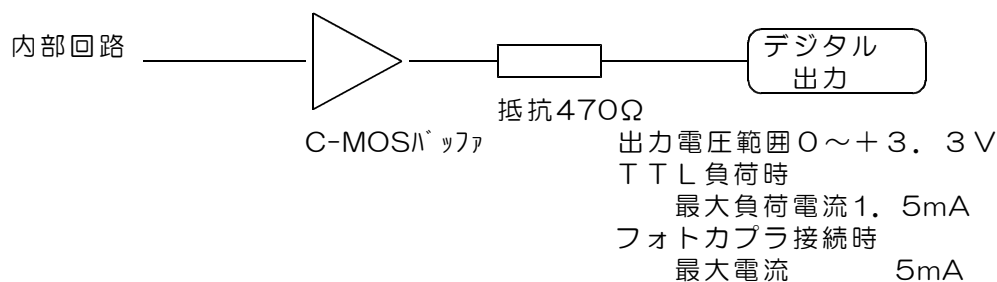 内部回路
デジタル
出力
抵抗470Ω
C-MOSﾊﾞｯﾌｧ
出力電圧範囲０～＋３．３Ｖ
ＴＴＬ負荷時
最大負荷電流1．5mA
フォトカプラ接続時
最大電流　　　5mA